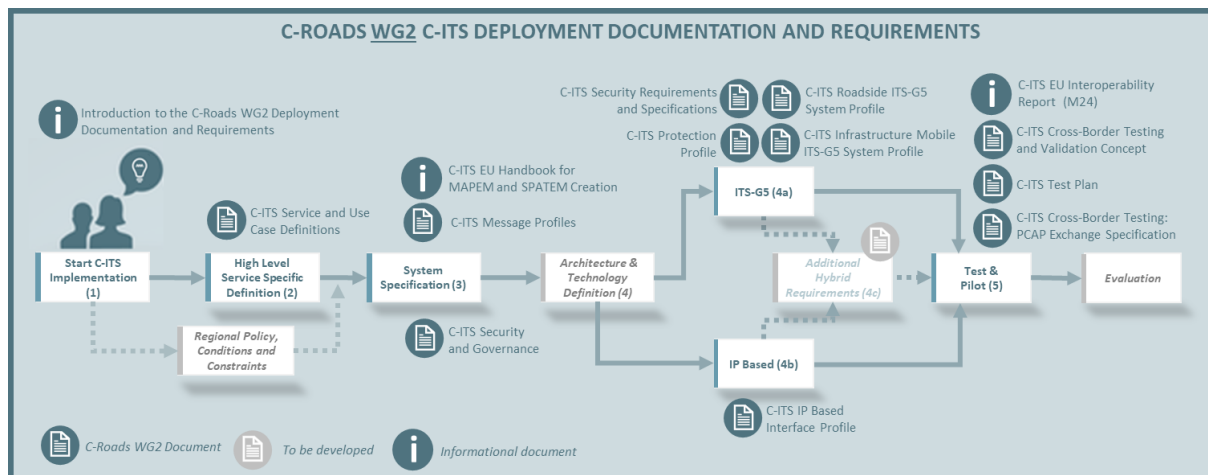 C-ROADS WG2 C-ITS DEPLOYMENT DOCUMENTATION AND REQUIREMENTS
Introduction to the C-Roads WG2 Deployment
Documentation and Requirements
Start C-ITS
Implementation
(1)
C-ITS Service and Use
Case Definitions
High Level
Service Specific
Definition (2)
Regional Policy,
Conditions and
Constraints
C-ITS EU Handbook for
MAPEM and SPATEM Creation
C-ITS Message Profiles
System
Specification (3)
C-ITS Security
and Governance
Architecture &
Technology
Definition (4)
C-ITS Security Requirements
and Specifications
C-ITS Roadside ITS-G5
System Profile
C-ITS Protection
Profile
C-ITS Infrastructure Mobile
ITS-G5 System Profile
ITS-G5 (4a)
Additional
Hybrid
Requirements (4c)
IP Based (4b)
C-ITS IP Based
Interface Profile
C-ITS EU Interoperability
Report (M24)
C-ITS Cross-Border Testing
and Validation Concept
C-ITS Test Plan
C-ITS Cross-Border Testing:
PCAP Exchange Specification
Test &
Pilot (5)
Evaluation
C-Roads WG2 Document
To be developed
Informational document